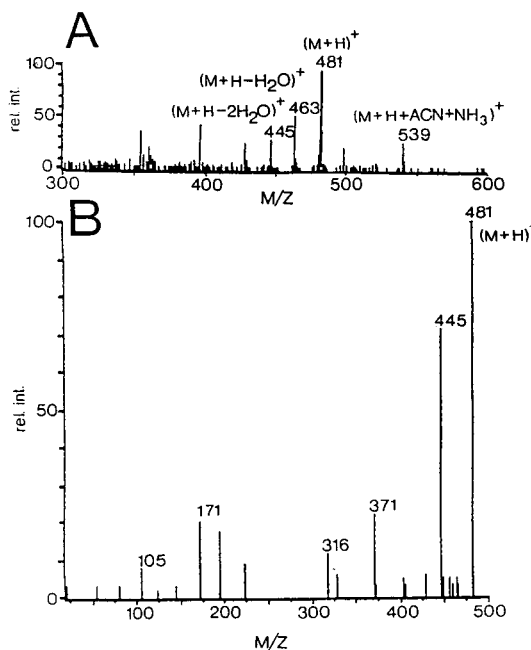 A
(M+H)⁺
481
(M+H-H₂O)⁺
463
(M+H-2H₂O)⁺
445
(M+H+ACN+NH₃)⁺
539
rel. int.
100
50
0
300
400
500
600
M/Z
B
481
(M+H)⁺
445
371
316
171
105
rel. int.
100
50
0
100
200
300
400
500
M/Z